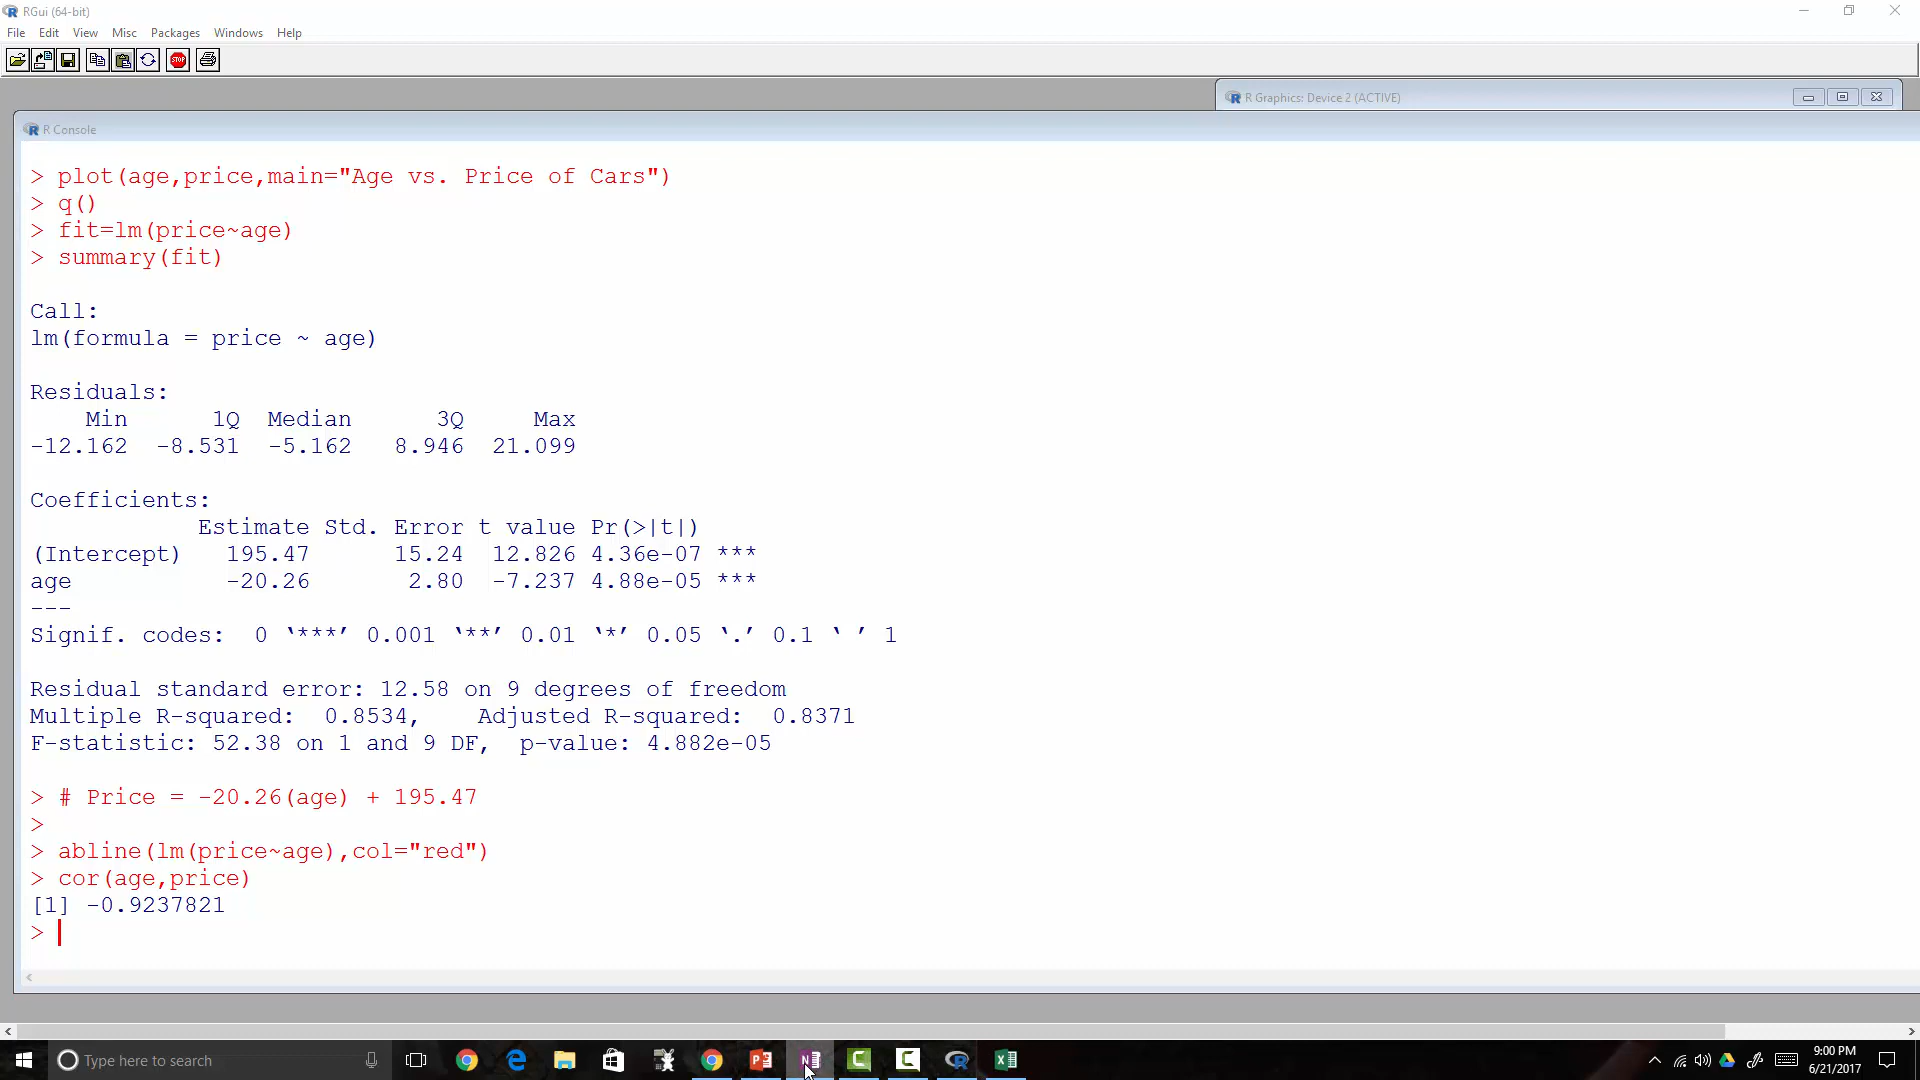 RGui (64-bit)
File Edit View Misc Packages Windows Help
STOP
R Graphics: Device 2 (ACTIVE)
R Console
> plot(age,price,main="Age vs. Price of Cars")
> q()
> fit=lm(price~age)
> summary(fit)
Call:
lm(formula = price ~ age)
Residuals:
Min 1Q Median 3Q Max
-12.162 -8.531 -5.162 8.946 21.099
Coefficients:
Estimate Std. Error t value Pr(>|t|)
(Intercept) 195.47 15.24 12.826 4.36e-07 ***
age -20.26 2.80 -7.237 4.88e-05 ***
---
Signif. codes: 0 ‘***’ 0.001 ‘**’ 0.01 ‘*’ 0.05 ‘.’ 0.1 ‘ ’ 1
Residual standard error: 12.58 on 9 degrees of freedom
Multiple R-squared: 0.8534, Adjusted R-squared: 0.8371
F-statistic: 52.38 on 1 and 9 DF, p-value: 4.882e-05
> # Price = -20.26(age) + 195.47
>
> abline(lm(price~age),col="red")
> cor(age,price)
[1] -0.9237821
>
Type here to search
9:00 PM
6/21/2017